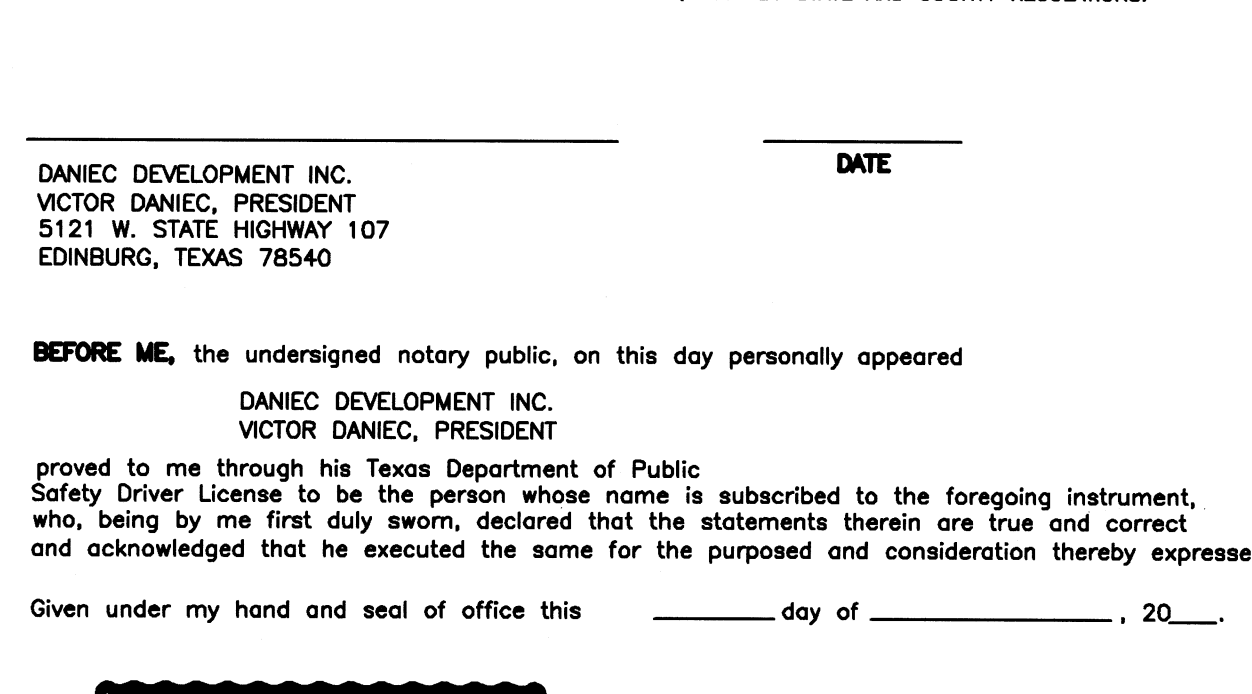 DANIEC DEVELOPMENT INC.
DATE
VICTOR DANIEC, PRESIDENT
5121 W. STATE HIGHWAY 107
EDINBURG, TEXAS 78540
BEFORE ME, the undersigned notary public, on this day personally appeared
DANIEC DEVELOPMENT INC.
VICTOR DANIEC, PRESIDENT
proved to me through his Texas Department of Public
Safety Driver License to be the person whose name is subscribed to the foregoing instrument,
who, being by me first duly sworn, declared that the statements therein are true and correct
and acknowledged that he executed the same for the purposed and consideration thereby expresse
Given under my hand and seal of office this ________ day of ________________, 20____.